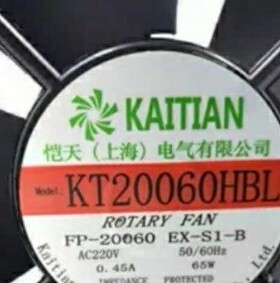 KAITIAN
恺天（上海）电气有限公司
Model: KT20060HBL
ROTARY FAN
FP-20060 EX-S1-B
AC220V 50/60Hz
0.45A 65W
IMPEDANCE PROTECTED